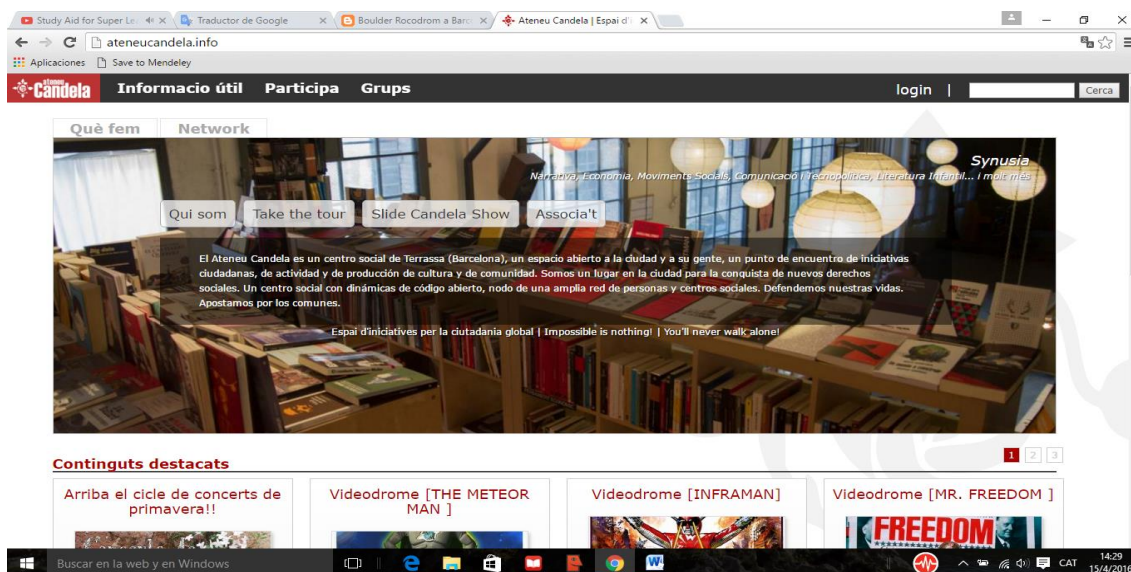 Study Aid for Super Le
Traductor de Google
Boulder Rocodrom a Barc
Ateneu Candela | Espai d'i
ateneucandela.info
Aplicaciones
Save to Mendeley
ateneu
Candela
Informacio útil Participa Grups login | Cerca
Què fem Network
Synusia
Narrativa, Economia, Moviments Socials, Comunicació i Tecnopolítica, Literatura Infantil... i molt més
Qui som Take the tour Slide Candela Show Associa't
El Ateneu Candela es un centro social de Terrassa (Barcelona), un espacio abierto a la ciudad y a su gente, un punto de encuentro de iniciativas
ciudadanas, de actividad y de producción de cultura y de comunidad. Somos un lugar en la ciudad para la conquista de nuevos derechos
sociales. Un centro social con dinámicas de código abierto, nodo de una amplia red de personas y centros sociales. Defendemos nuestras vidas.
Apostamos por los comunes.
Espai d'iniciatives per la ciutadania global | Impossible is nothing! | You'll never walk alone!
Continguts destacats
1 2 3
Arriba el cicle de concerts de
primavera!!
Videodrome [THE METEOR
MAN ]
Videodrome [INFRAMAN]
Videodrome [MR. FREEDOM ]
FREEDOM
Buscar en la web y en Windows
CAT
14:29
15/4/2016